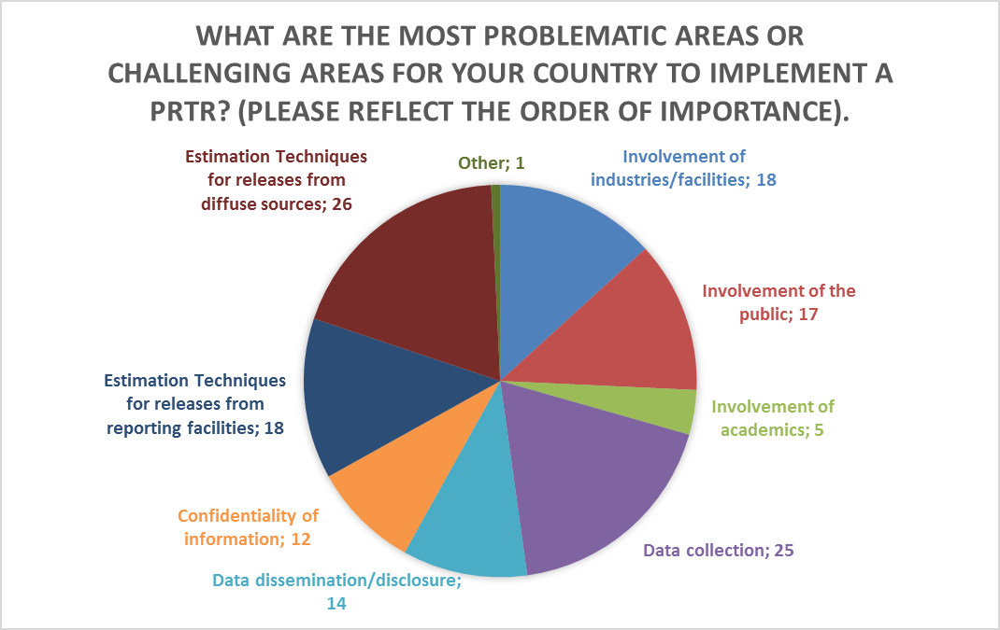 WHAT ARE THE MOST PROBLEMATIC AREAS OR
CHALLENGING AREAS FOR YOUR COUNTRY TO IMPLEMENT A
PRTR? (PLEASE REFLECT THE ORDER OF IMPORTANCE).
Other; 1
Involvement of
industries/facilities; 18
Involvement of the
public; 17
Involvement of
academics; 5
Data collection; 25
Data dissemination/disclosure;
14
Confidentiality of
information; 12
Estimation Techniques
for releases from
reporting facilities; 18
Estimation Techniques
for releases from
diffuse sources; 26